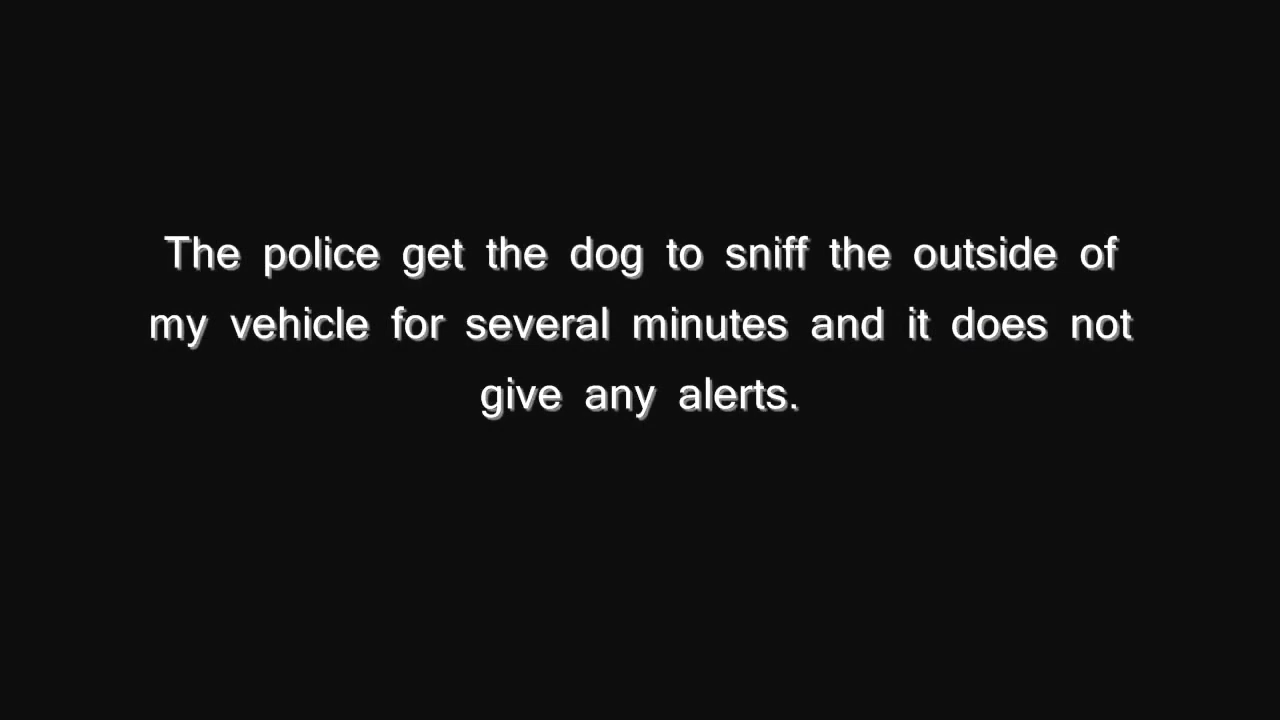 The police get the dog to sniff the outside of
my vehicle for several minutes and it does not
give any alerts.